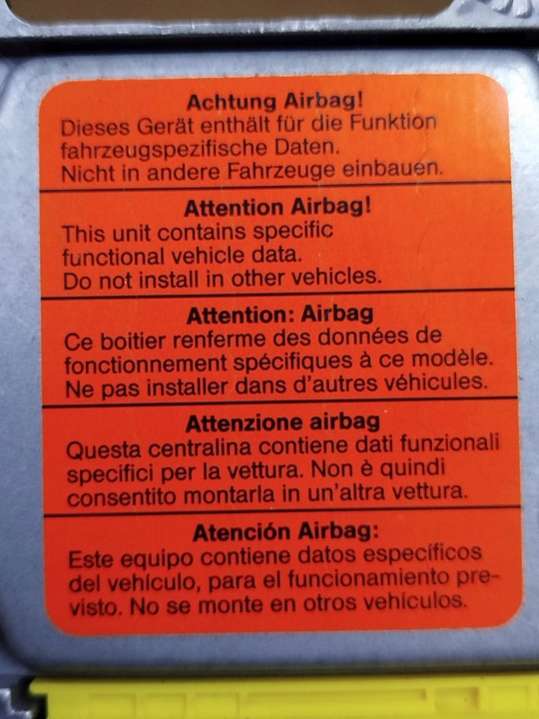 Achtung Airbag!
Dieses Gerät enthält für die Funktion
fahrzeugspezifische Daten.
Nicht in andere Fahrzeuge einbauen.
Attention Airbag!
This unit contains specific
functional vehicle data.
Do not install in other vehicles.
Attention: Airbag
Ce boitier renferme des données de
fonctionnement spécifiques à ce modèle.
Ne pas installer dans d'autres véhicules.
Attenzione airbag
Questa centralina contiene dati funzionali
specifici per la vettura. Non è quindi
consentito montarla in un'altra vettura.
Atención Airbag:
Este equipo contiene datos específicos
del vehículo, para el funcionamiento pre-
visto. No se monte en otros vehículos.